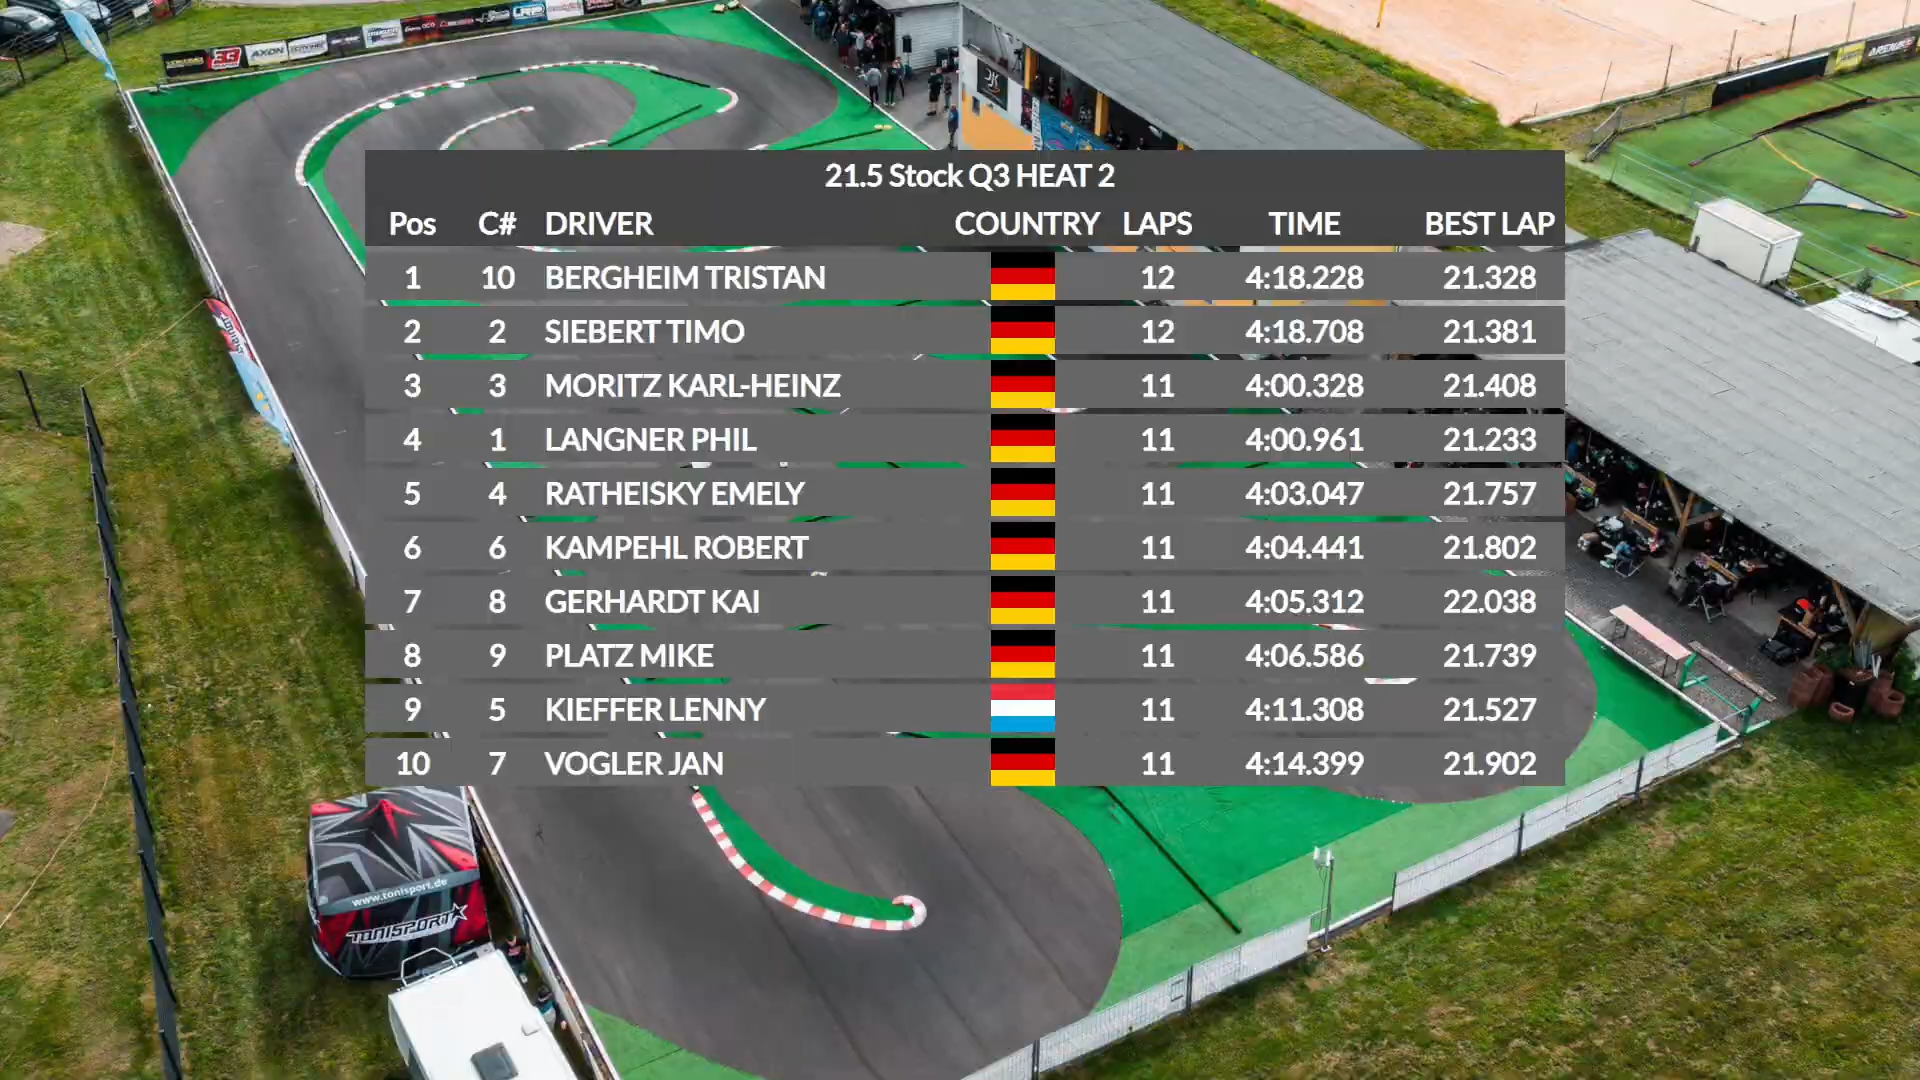 33 AXON
LRP
DJK
ARENA33
21.5 Stock Q3 HEAT 2
Pos C# DRIVER COUNTRY LAPS TIME BEST LAP
1 10 BERGHEIM TRISTAN 12 4:18.228 21.328
2 2 SIEBERT TIMO 12 4:18.708 21.381
3 3 MORITZ KARL-HEINZ 11 4:00.328 21.408
4 1 LANGNER PHIL 11 4:00.961 21.233
5 4 RATHEISKY EMELY 11 4:03.047 21.757
6 6 KAMPEHL ROBERT 11 4:04.441 21.802
7 8 GERHARDT KAI 11 4:05.312 22.038
8 9 PLATZ MIKE 11 4:06.586 21.739
9 5 KIEFFER LENNY 11 4:11.308 21.527
10 7 VOGLER JAN 11 4:14.399 21.902
www.tonisport.de
TONISPORT